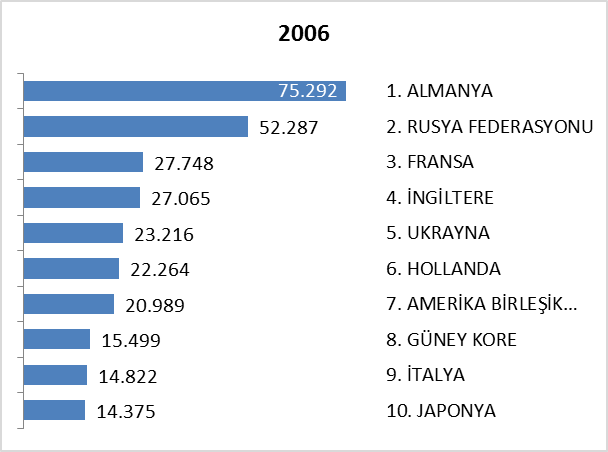 2006
75.292 1. ALMANYA
52.287 2. RUSYA FEDERASYONU
27.748 3. FRANSA
27.065 4. İNGİLTERE
23.216 5. UKRAYNA
22.264 6. HOLLANDA
20.989 7. AMERİKA BİRLEŞİK...
15.499 8. GÜNEY KORE
14.822 9. İTALYA
14.375 10. JAPONYA